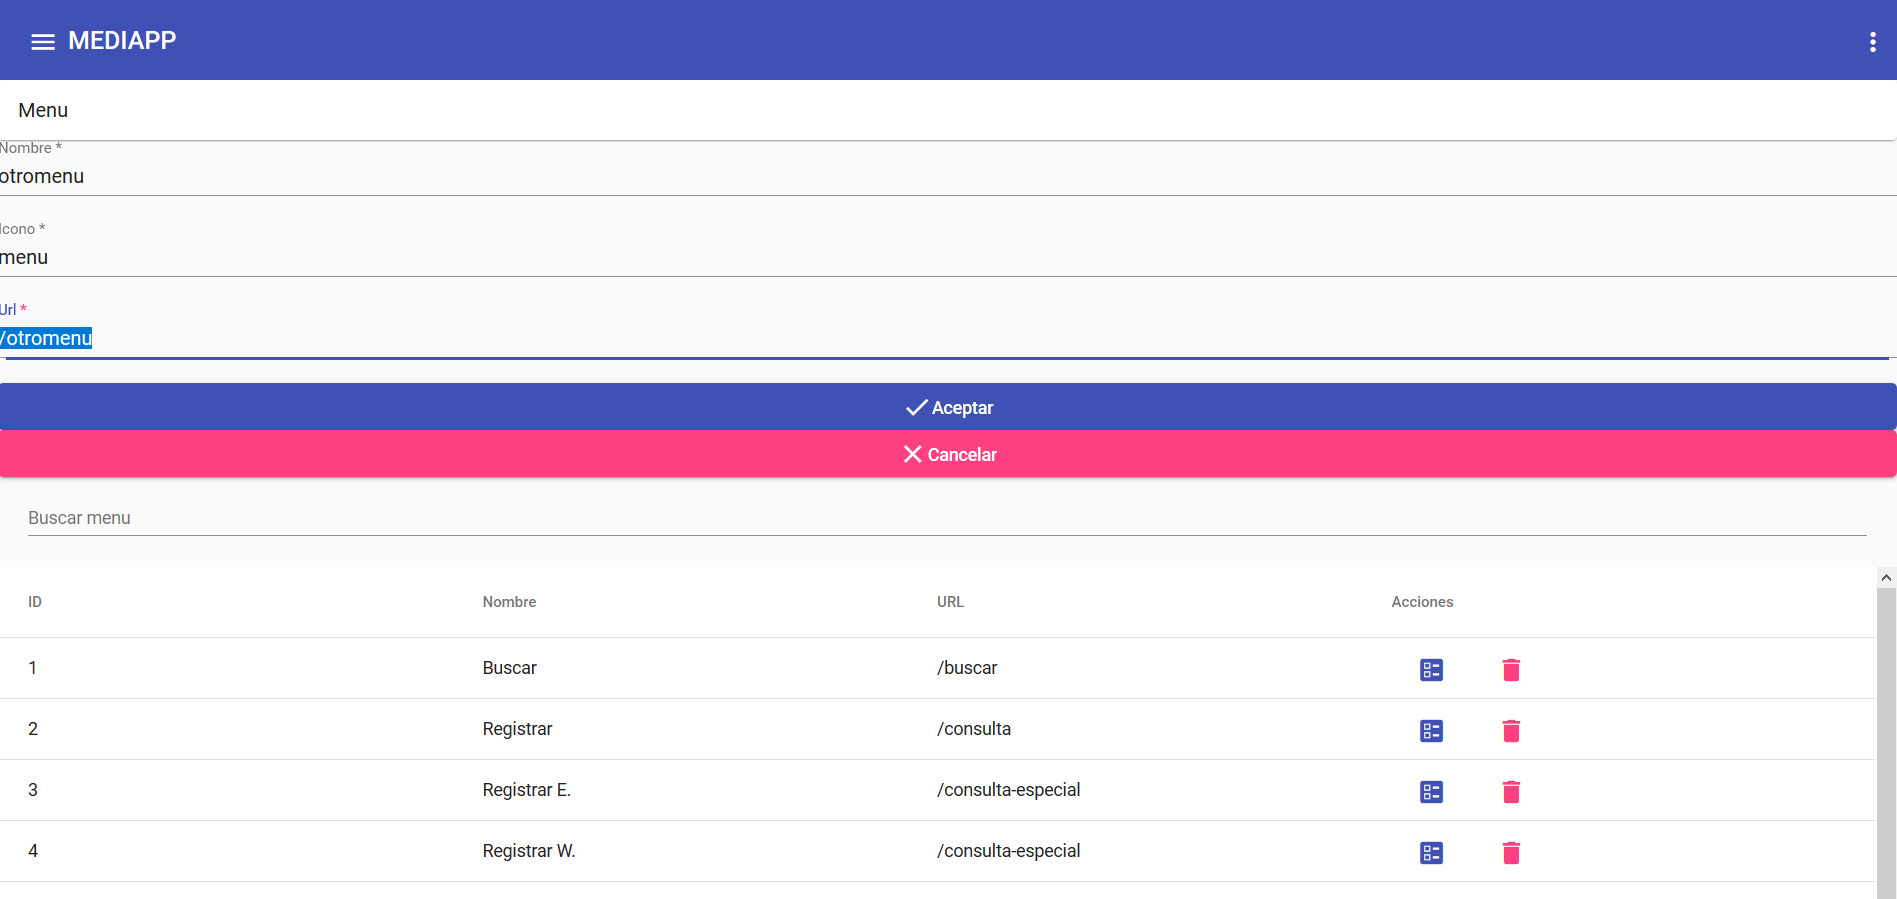 MEDIAPP
Menu
Nombre *
otromenu
Icono *
menu
Url *
/otromenu
Aceptar
Cancelar
Buscar menu
ID Nombre URL Acciones
1 Buscar /buscar
2 Registrar /consulta
3 Registrar E. /consulta-especial
4 Registrar W. /consulta-especial